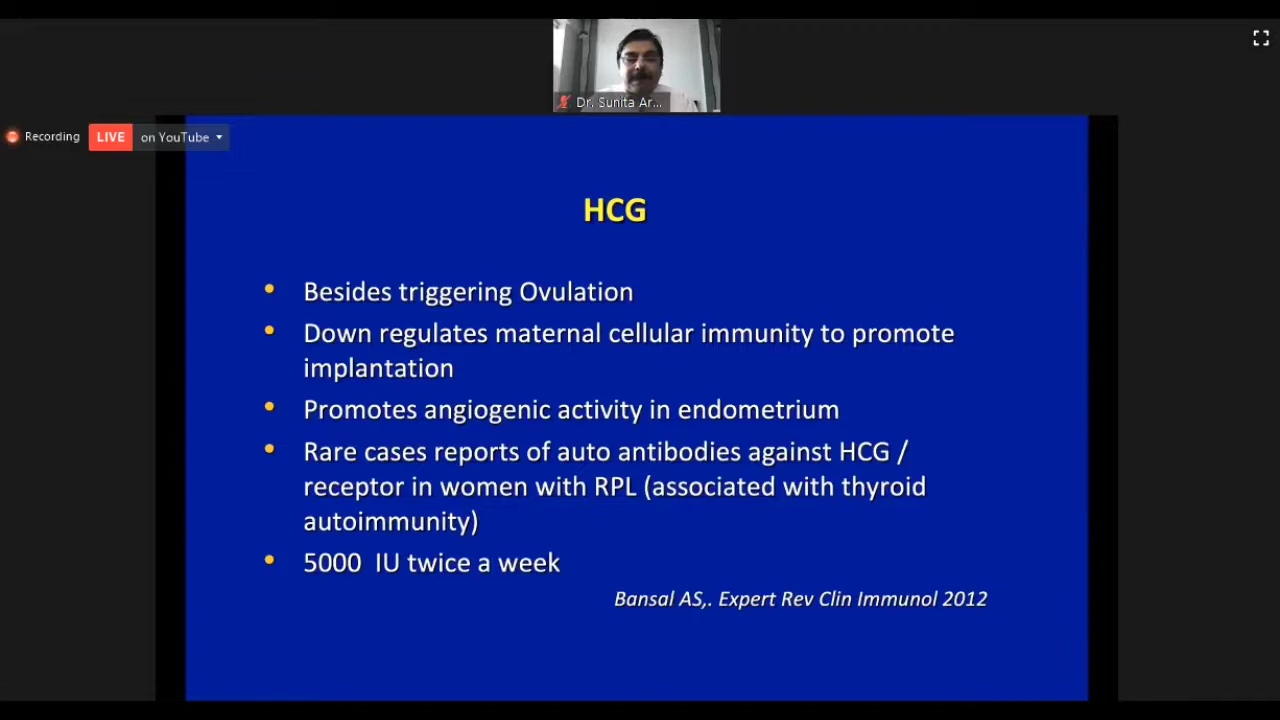 Dr. Sunita Ar...
Recording
LIVE on YouTube
HCG
• Besides triggering Ovulation
• Down regulates maternal cellular immunity to promote
implantation
• Promotes angiogenic activity in endometrium
• Rare cases reports of auto antibodies against HCG /
receptor in women with RPL (associated with thyroid
autoimmunity)
• 5000 IU twice a week
Bansal AS,. Expert Rev Clin Immunol 2012